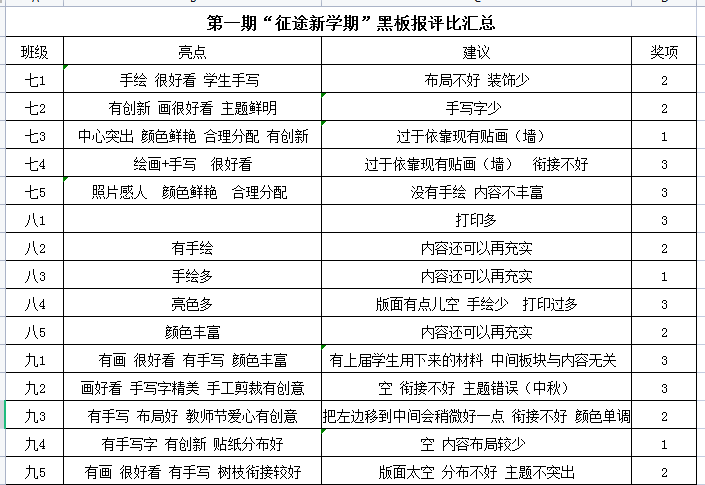 第一期“征途新学期”黑板报评比汇总
班级 亮点 建议 奖项
七1 手绘 很好看 学生手写 布局不好 装饰少 2
七2 有创新 画很好看 主题鲜明 手写字少 2
七3 中心突出 颜色鲜艳 合理分配 有创新 过于依靠现有贴画（墙） 1
七4 绘画+手写 很好看 过于依靠现有贴画（墙） 衔接不好 3
七5 照片感人 颜色鲜艳 合理分配 没有手绘 内容不丰富 3
八1 打印多 3
八2 有手绘 内容还可以再充实 2
八3 手绘多 内容还可以再充实 1
八4 亮色多 版面有点儿空 手绘少 打印过多 3
八5 颜色丰富 内容还可以再充实 2
九1 有画 很好看 有手写 颜色丰富 有上届学生用下来的材料 中间板块与内容无关 3
九2 画好看 手写字精美 手工剪裁有创意 空 衔接不好 主题错误（中秋） 3
九3 有手写 布局好 教师节爱心有创意 把左边移到中间会稍微好一点 衔接不好 颜色单调 2
九4 有手写字 有创新 贴纸分布好 空 内容布局较少 1
九5 有画 很好看 有手写 树枝衔接较好 版面太空 分布不好 主题不突出 2